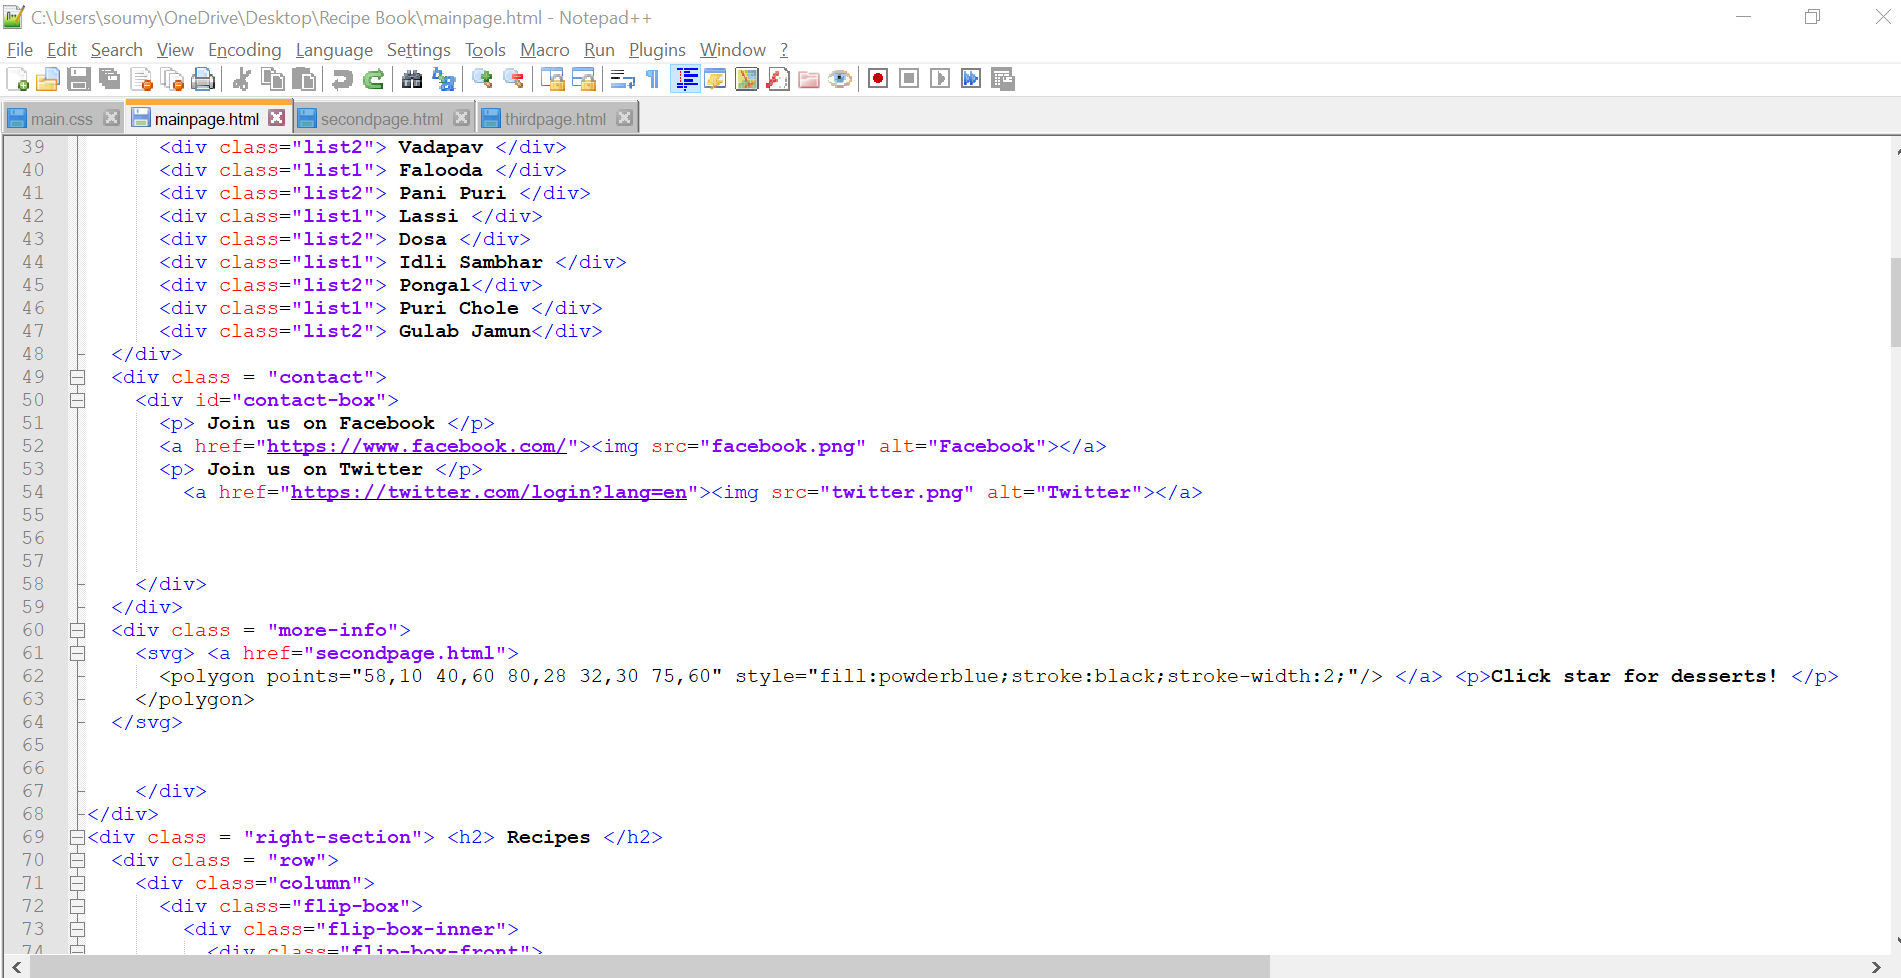 C:\Users\soumy\OneDrive\Desktop\Recipe Book\mainpage.html - Notepad++
File Edit Search View Encoding Language Settings Tools Macro Run Plugins Window ?
main.css mainpage.html secondpage.html thirdpage.html
39 <div class="list2"> Vadapav </div>
40 <div class="list1"> Falooda </div>
41 <div class="list2"> Pani Puri </div>
42 <div class="list1"> Lassi </div>
43 <div class="list2"> Dosa </div>
44 <div class="list1"> Idli Sambhar </div>
45 <div class="list2"> Pongal</div>
46 <div class="list1"> Puri Chole </div>
47 <div class="list2"> Gulab Jamun</div>
48 </div>
49 <div class = "contact">
50 <div id="contact-box">
51 <p> Join us on Facebook </p>
52 <a href="https://www.facebook.com/"><img src="facebook.png" alt="Facebook"></a>
53 <p> Join us on Twitter </p>
54 <a href="https://twitter.com/login?lang=en"><img src="twitter.png" alt="Twitter"></a>
55
56
57
58 </div>
59 </div>
60 <div class = "more-info">
61 <svg> <a href="secondpage.html">
62 <polygon points="58,10 40,60 80,28 32,30 75,60" style="fill:powderblue;stroke:black;stroke-width:2;"/> </a> <p>Click star for desserts! </p>
63 </polygon>
64 </svg>
65
66
67 </div>
68 </div>
69 <div class = "right-section"> <h2> Recipes </h2>
70 <div class = "row">
71 <div class="column">
72 <div class="flip-box">
73 <div class="flip-box-inner">
74 <div class="flip-box-front">